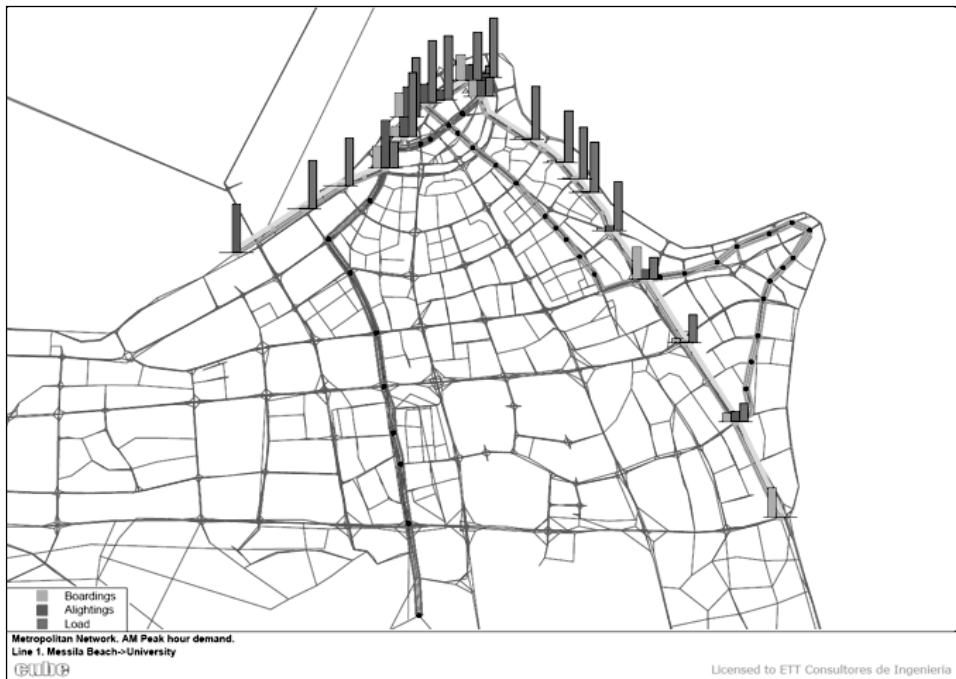 Boardings
Alightings
Load
Metropolitan Network. AM Peak hour demand.
Line 1. Messila Beach->University
cube
Licensed to ETT Consultores de Ingenieria